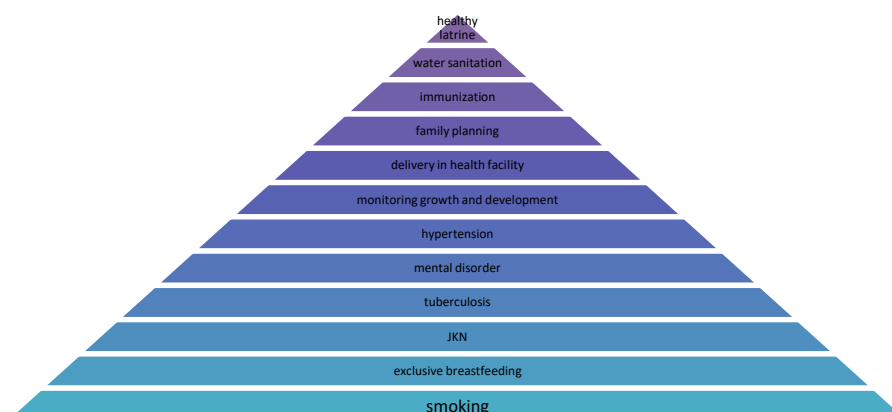 healthy
latrine
water sanitation
immunization
family planning
delivery in health facility
monitoring growth and development
hypertension
mental disorder
tuberculosis
JKN
exclusive breastfeeding
smoking